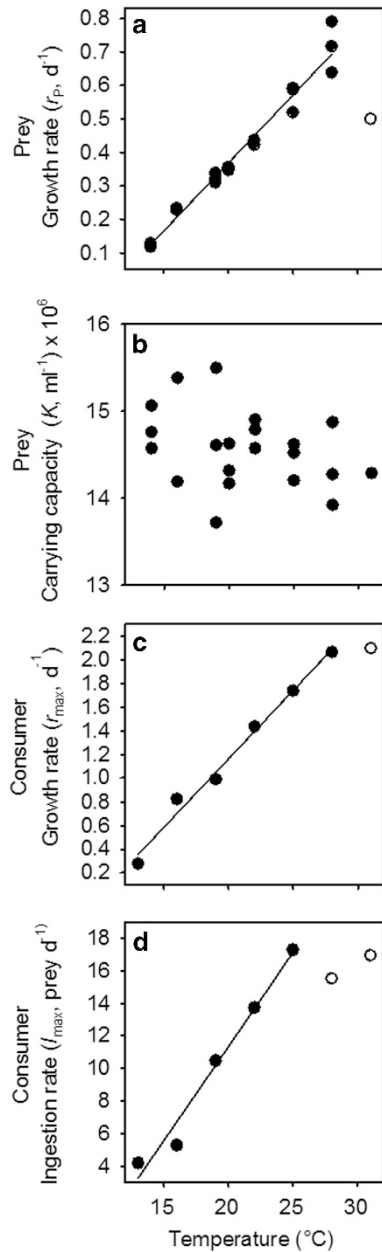 a
Prey
Growth rate (rP, d-1)
0.8
0.7
0.6
0.5
0.4
0.3
0.2
0.1
b
Prey
Carrying capacity (K, ml-1) x 106
16
15
14
13
c
Consumer
Growth rate (rmax, d-1)
2.2
2.0
1.8
1.6
1.4
1.2
1.0
0.8
0.6
0.4
0.2
d
Consumer
Ingestion rate (Imax, prey d-1)
18
16
14
12
10
8
6
4
15 20 25 30
Temperature (°C)